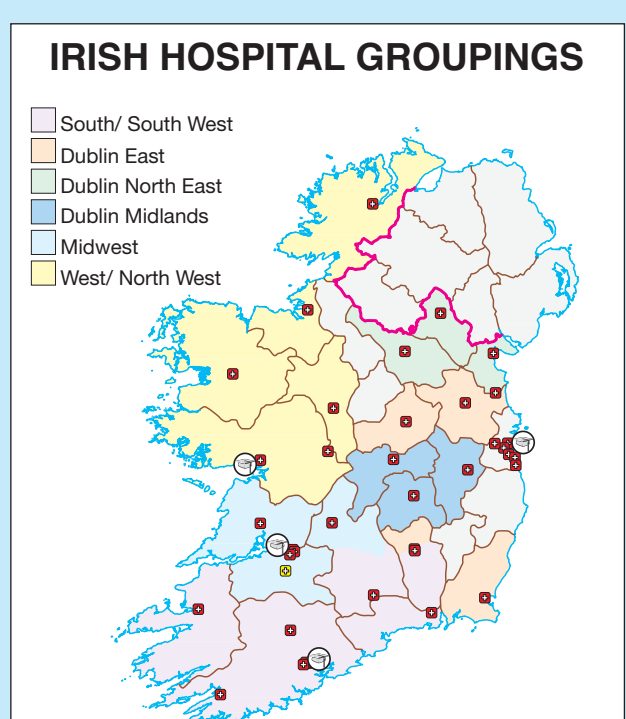 IRISH HOSPITAL GROUPINGS
South/ South West
Dublin East
Dublin North East
Dublin Midlands
Midwest
West/ North West